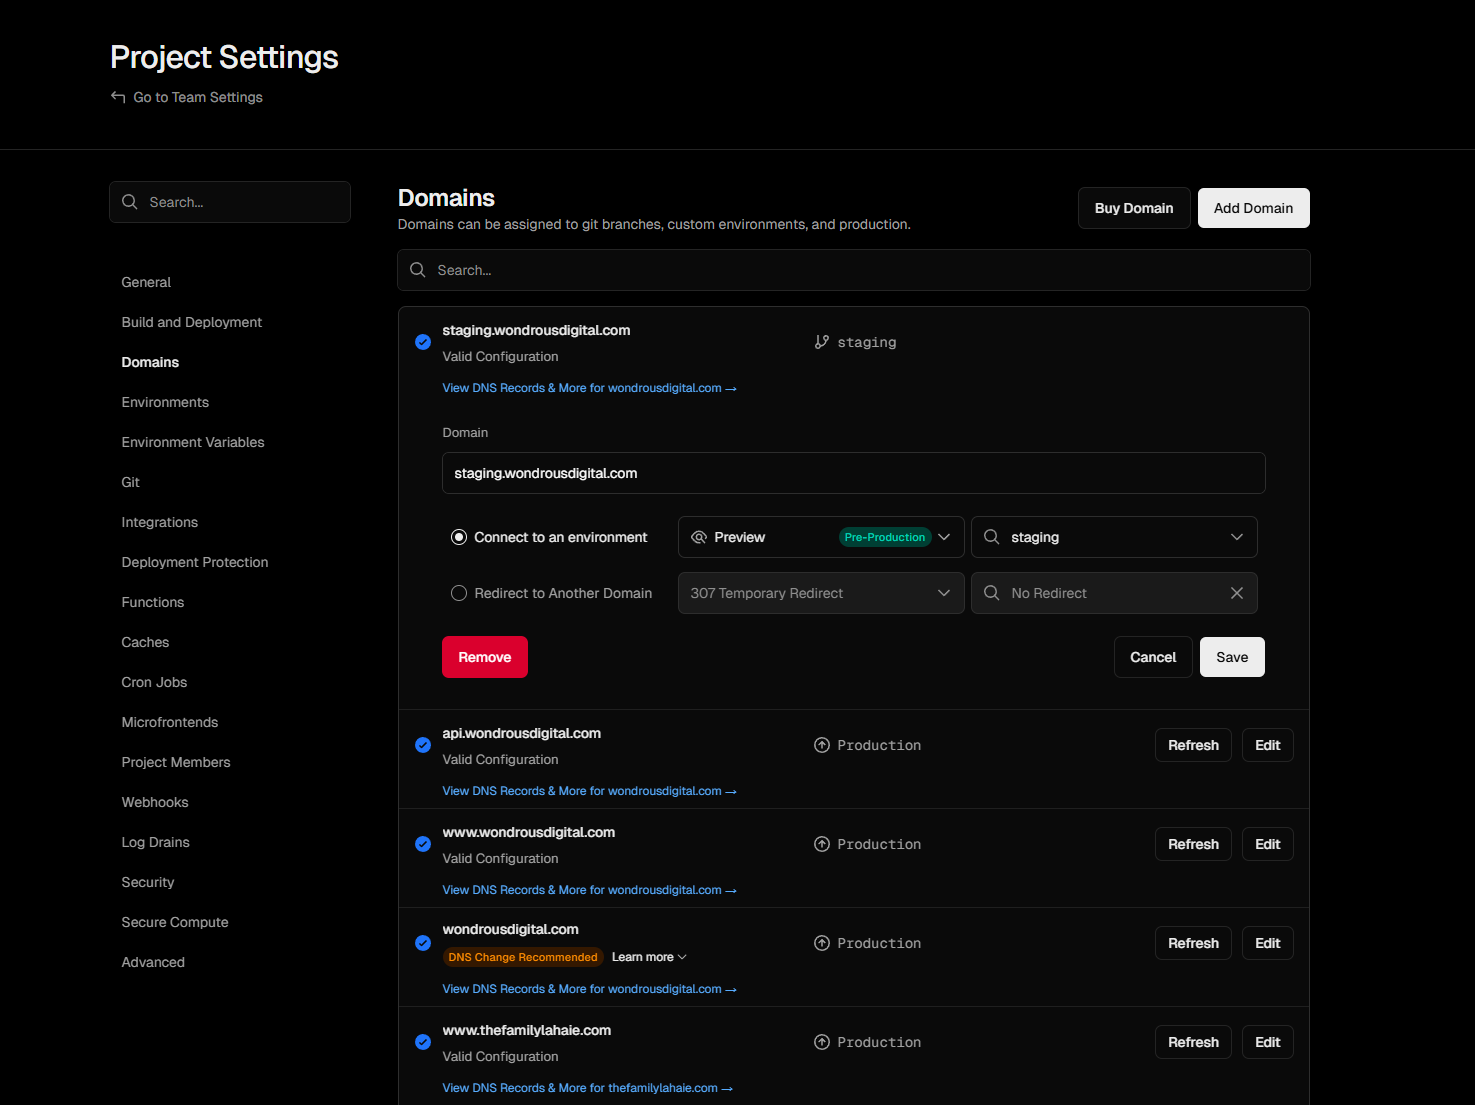 Project Settings
Go to Team Settings
Search...
General
Build and Deployment
Domains
Environments
Environment Variables
Git
Integrations
Deployment Protection
Functions
Caches
Cron Jobs
Microfrontends
Project Members
Webhooks
Log Drains
Security
Secure Compute
Advanced
Domains
Domains can be assigned to git branches, custom environments, and production.
Buy Domain
Add Domain
Search...
staging.wondrousdigital.com
Valid Configuration
staging
View DNS Records & More for wondrousdigital.com →
Domain
staging.wondrousdigital.com
Connect to an environment
Preview
Pre-Production
staging
Redirect to Another Domain
307 Temporary Redirect
No Redirect
Remove
Cancel
Save
api.wondrousdigital.com
Valid Configuration
Production
Refresh
Edit
View DNS Records & More for wondrousdigital.com →
www.wondrousdigital.com
Valid Configuration
Production
Refresh
Edit
View DNS Records & More for wondrousdigital.com →
wondrousdigital.com
DNS Change Recommended
Learn more
Production
Refresh
Edit
View DNS Records & More for wondrousdigital.com →
www.thefamilylahaie.com
Valid Configuration
Production
Refresh
Edit
View DNS Records & More for thefamilylahaie.com →